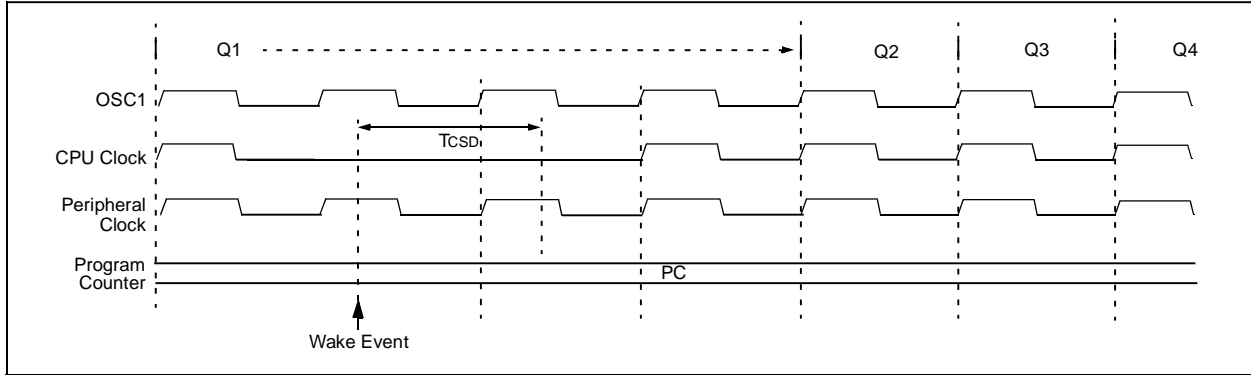 Q1
Q2
Q3
Q4
OSC1
TCSD
CPU Clock
Peripheral
Clock
Program
Counter
PC
Wake Event